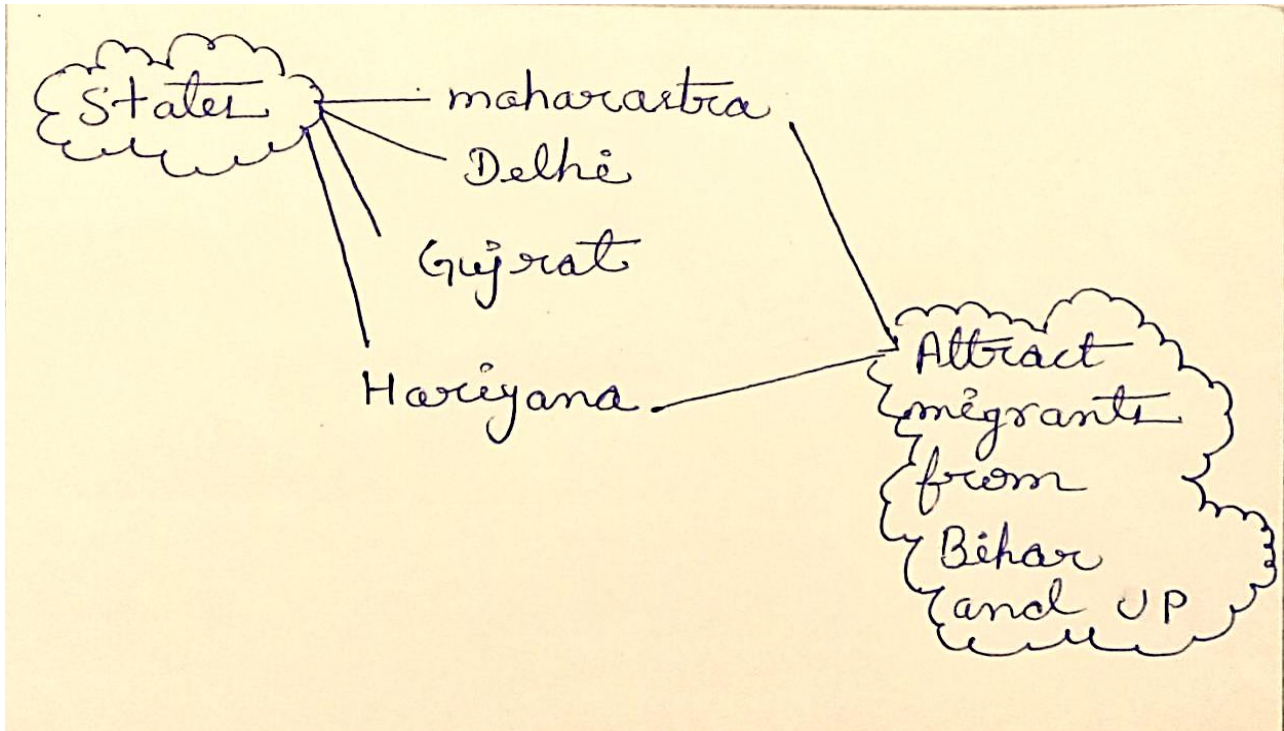 States
maharastra
Delhi
Gujrat
Hariyana
Attract
migrants
from
Bihar
and UP